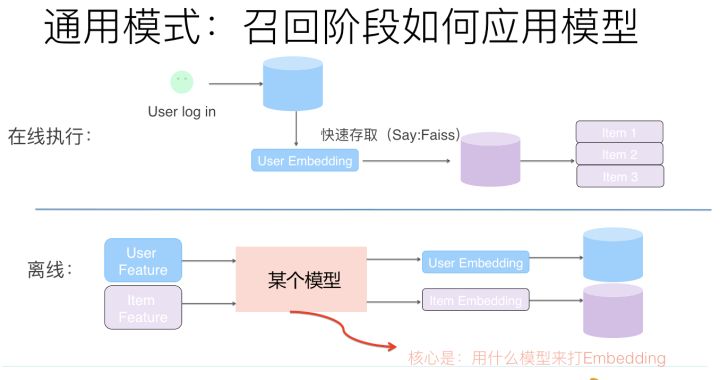 通用模式：召回阶段如何应用模型
User log in
在线执行：
快速存取（Say:Faiss）
User Embedding
Item 1
Item 2
Item 3
离线：
User
Feature
Item
Feature
某个模型
User Embedding
Item Embedding
核心是：用什么模型来打Embedding